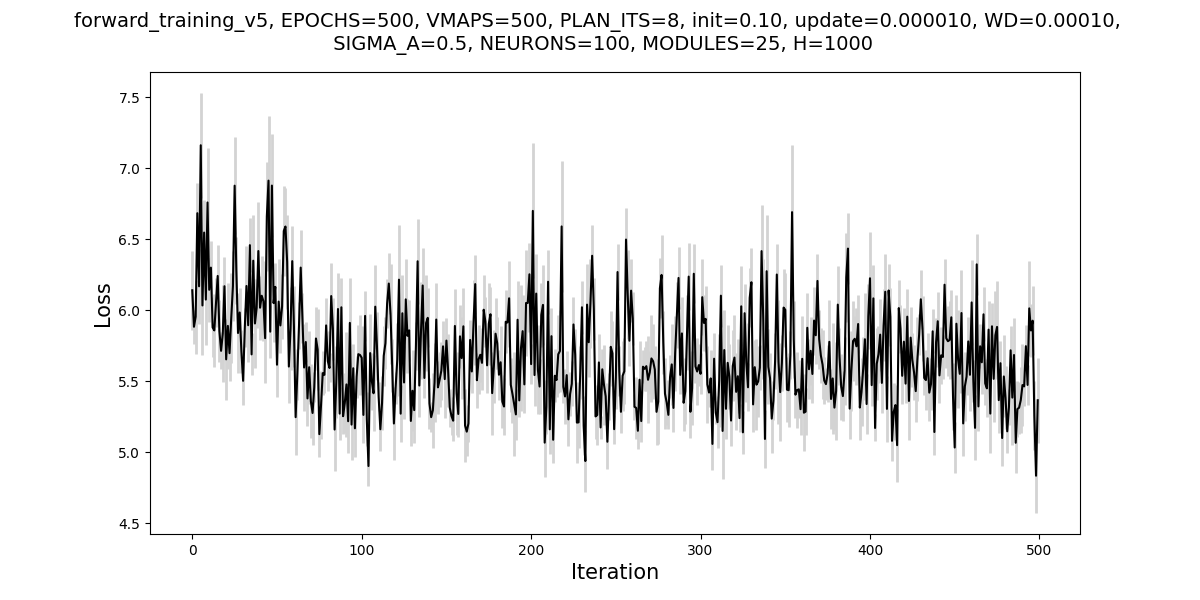 forward_training_v5, EPOCHS=500, VMAPS=500, PLAN_ITS=8, init=0.10, update=0.000010, WD=0.00010,
SIGMA_A=0.5, NEURONS=100, MODULES=25, H=1000
7.5
7.0
6.5
6.0
5.5
5.0
4.5
Loss
0 100 200 300 400 500
Iteration